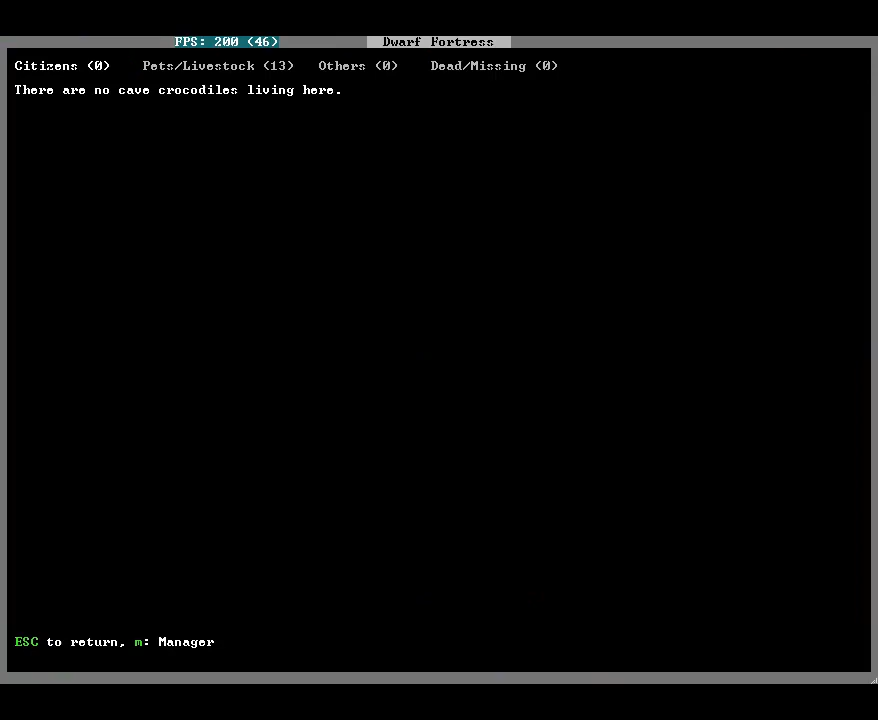 FPS: 200 (46) Dwarf Fortress
Citizens (0) Pets/Livestock (13) Others (0) Dead/Missing (0)
There are no cave crocodiles living here.
ESC to return, m: Manager